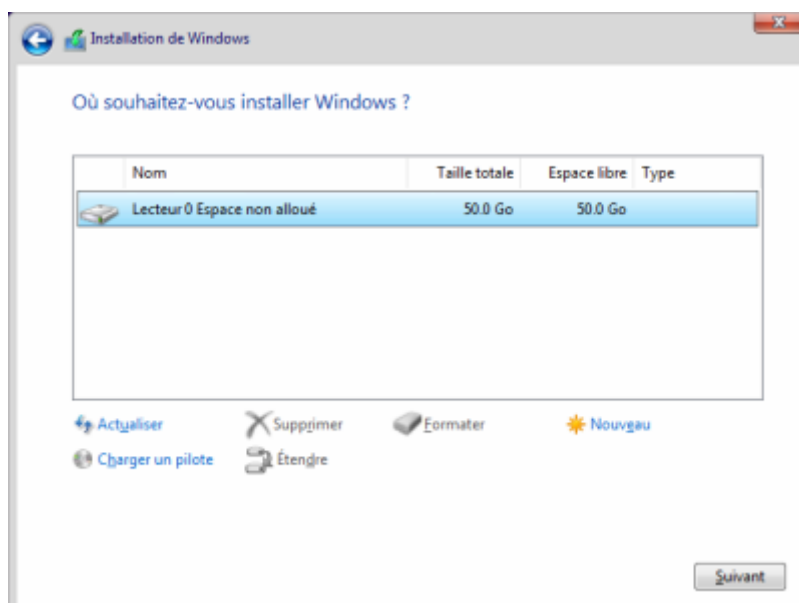 Installation de Windows
Où souhaitez-vous installer Windows ?
Nom Taille totale Espace libre Type
Lecteur 0 Espace non alloué 50.0 Go 50.0 Go
Actualiser Supprimer Formater Nouveau
Charger un pilote Étendre
Suivant